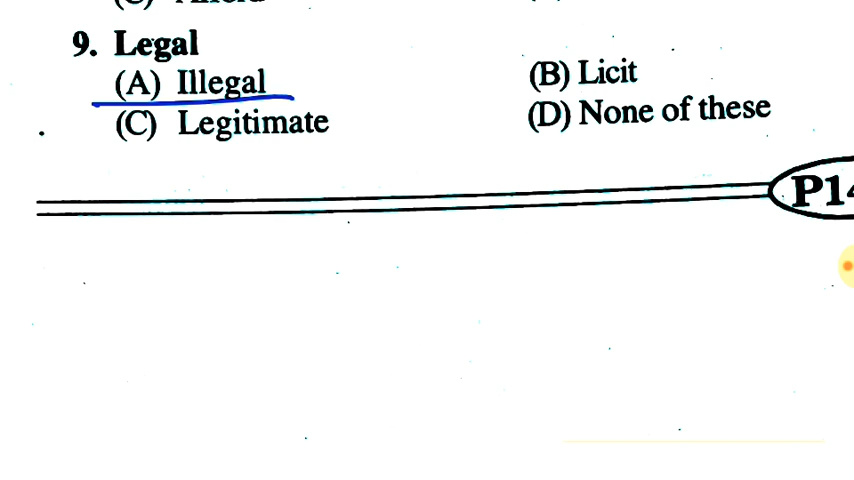 9. Legal
(A) Illegal
(B) Licit
(C) Legitimate
(D) None of these